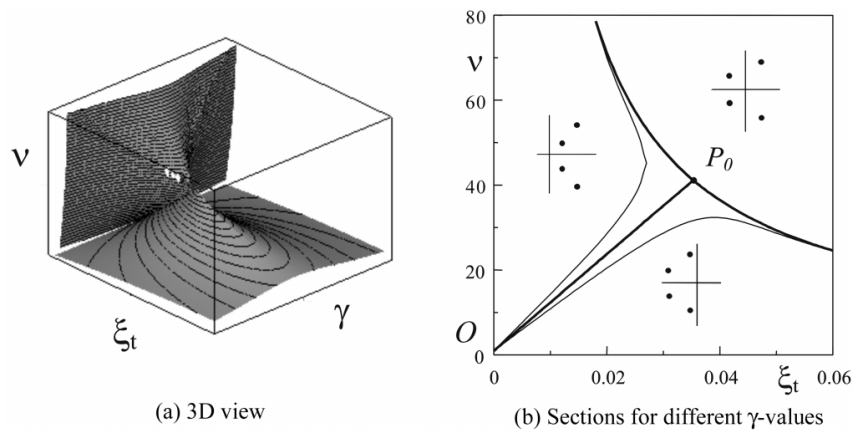 ν
ξt
γ
(a) 3D view
80
ν
60
40
20
0
O
P0
0
0.02
0.04
ξt
0.06
(b) Sections for different γ-values